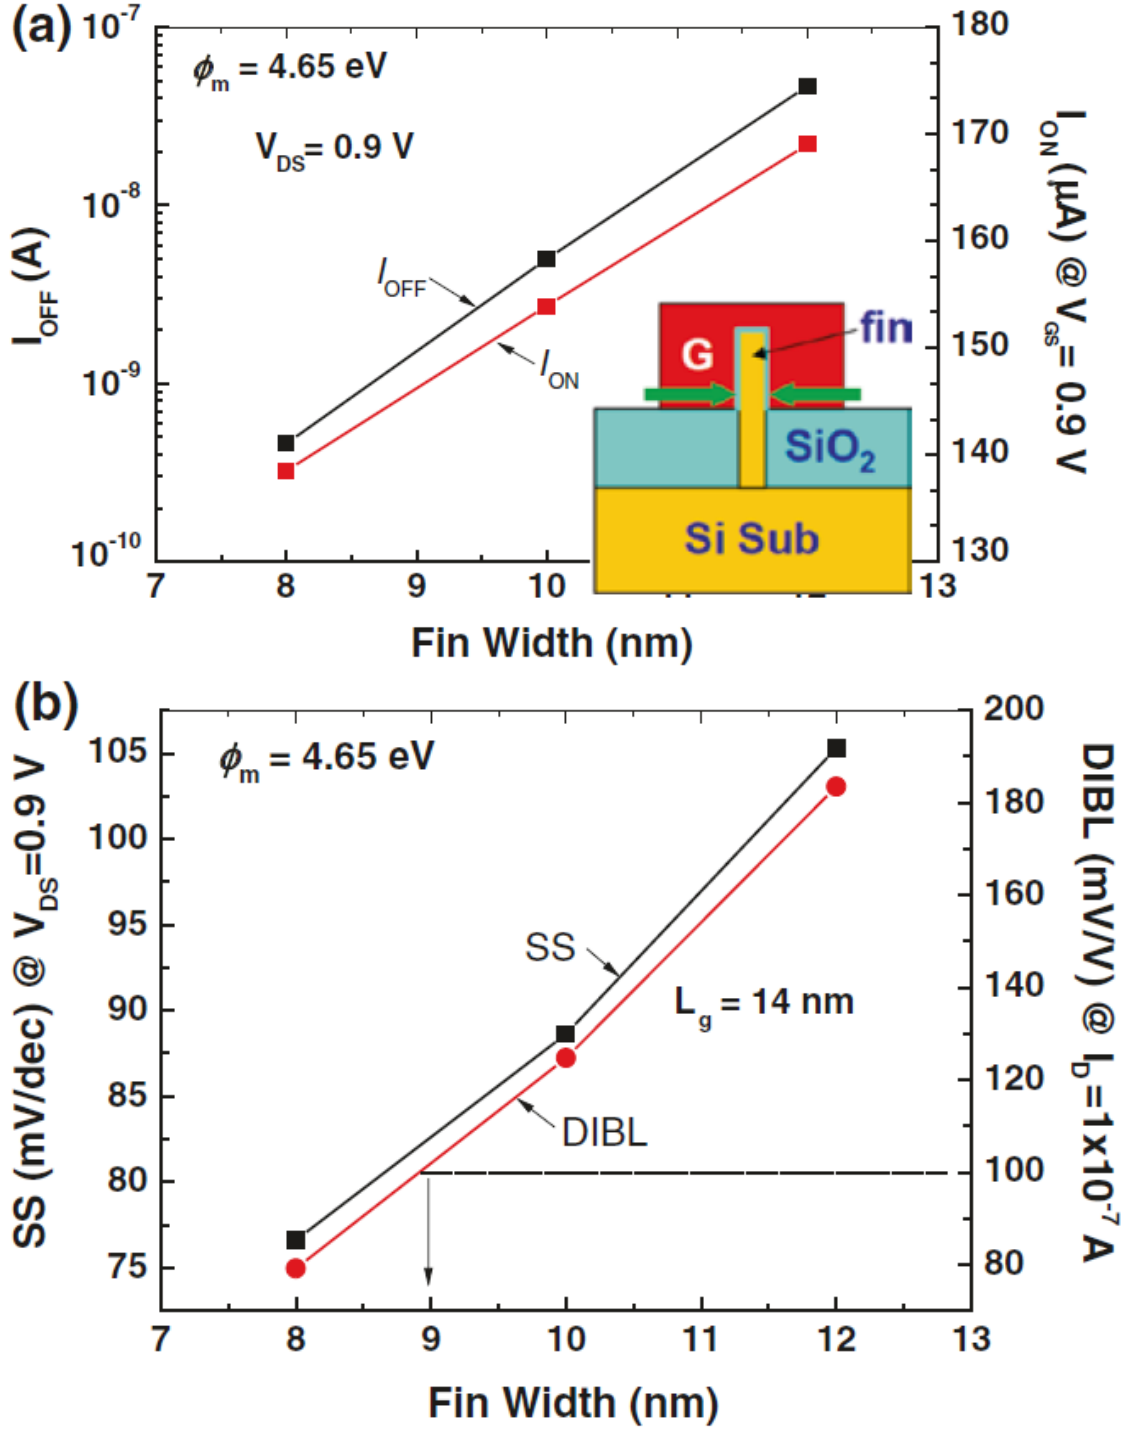 (a)
10-7
10-8
10-9
10-10
IOFF (A)
ϕm = 4.65 eV
VDS= 0.9 V
IOFF
ION
G
fin
SiO2
Si Sub
180
170
160
150
140
130
ION (μA) @ VGS= 0.9 V
7 8 9 10 13
Fin Width (nm)
(b)
105
100
95
90
85
80
75
SS (mV/dec) @ VDS=0.9 V
ϕm = 4.65 eV
SS
Lg = 14 nm
DIBL
200
180
160
140
120
100
80
DIBL (mV/V) @ ID=1x10-7 A
7 8 9 10 11 12 13
Fin Width (nm)